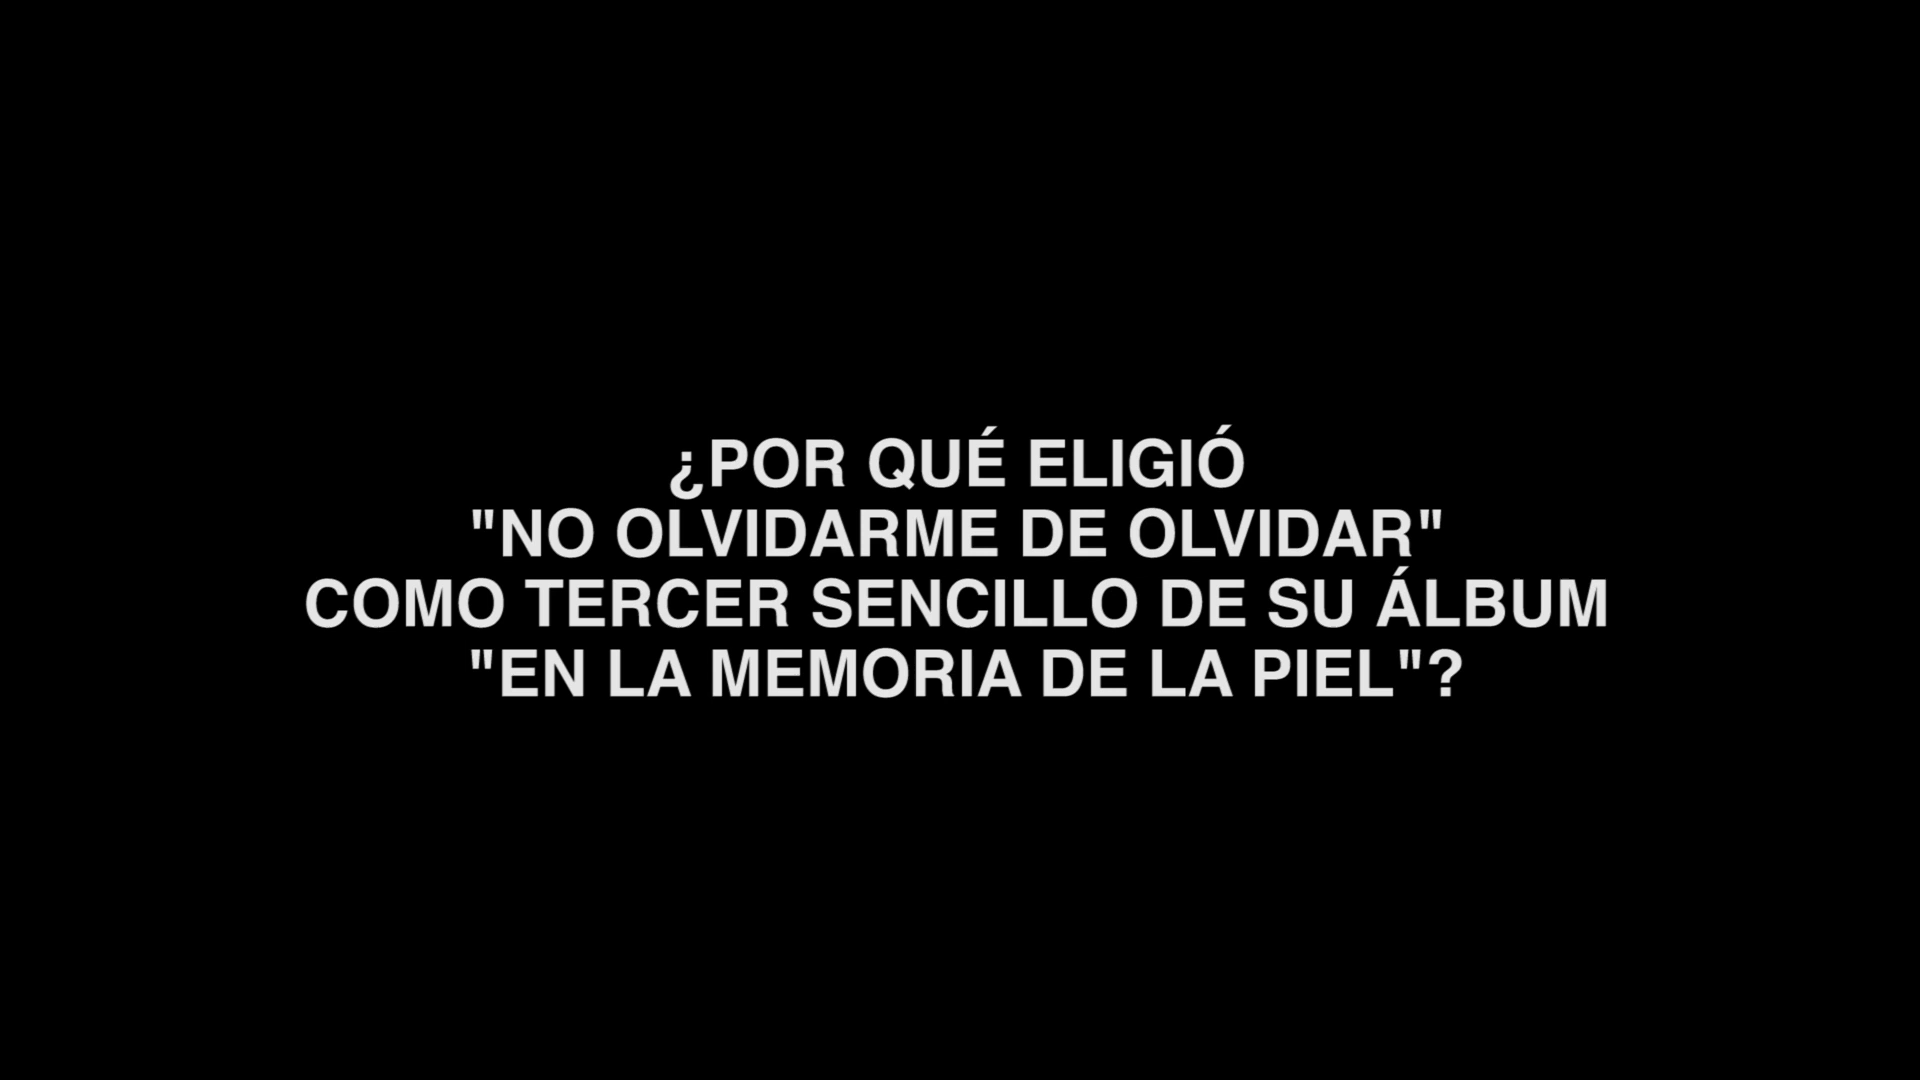 ¿POR QUÉ ELIGIÓ
"NO OLVIDARME DE OLVIDAR"
COMO TERCER SENCILLO DE SU ÁLBUM
"EN LA MEMORIA DE LA PIEL"?